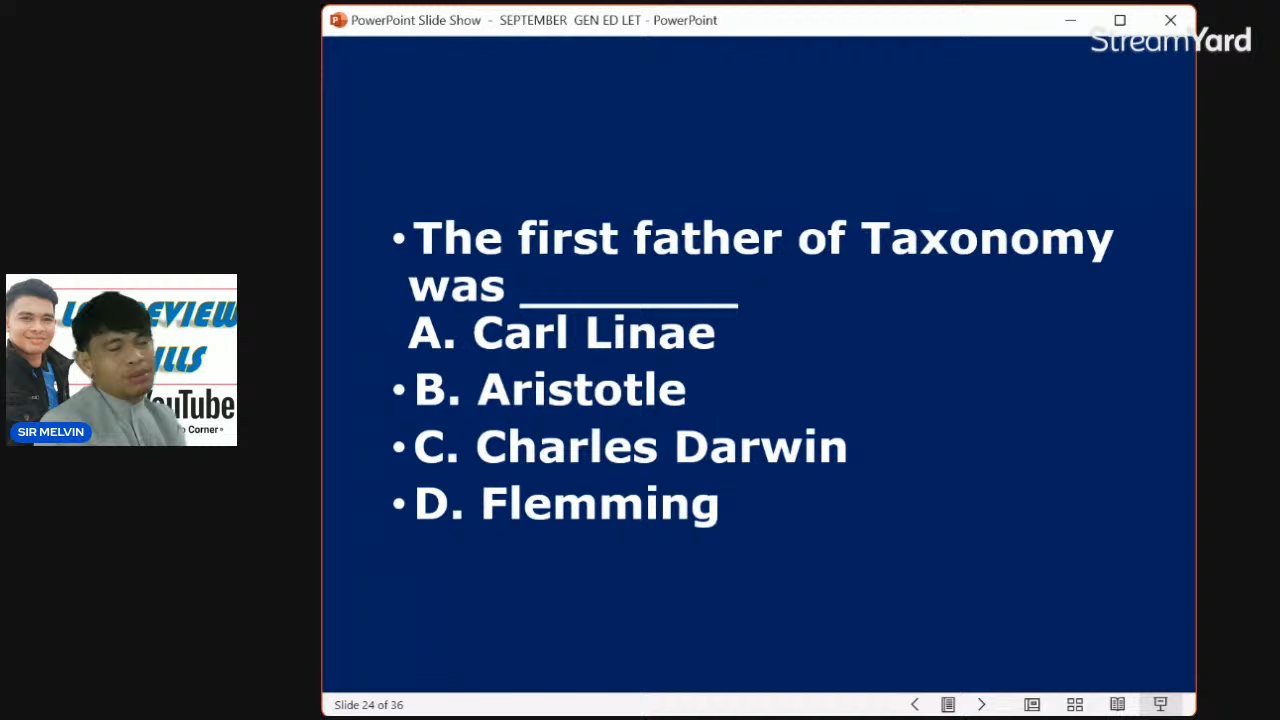 PowerPoint Slide Show - SEPTEMBER GEN ED LET - PowerPoint
StreamYard
•The first father of Taxonomy
was _________
A. Carl Linae
•B. Aristotle
•C. Charles Darwin
•D. Flemming
SIR MELVIN
Corner
Slide 24 of 36